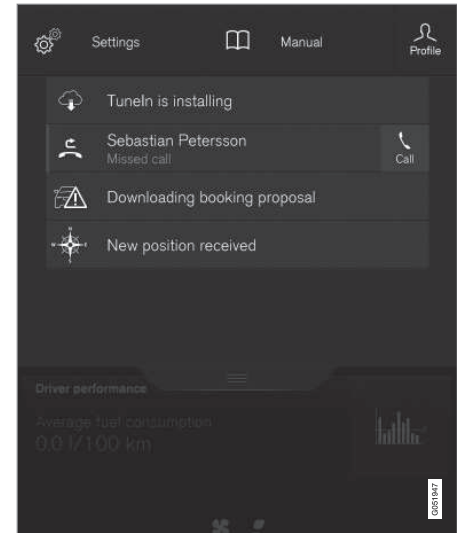 Settings
Manual
Profile
TuneIn is installing
Sebastian Petersson
Missed call
Call
Downloading booking proposal
New position received
Driver performance
Average fuel consumption
0.0 l/100 km
G051947